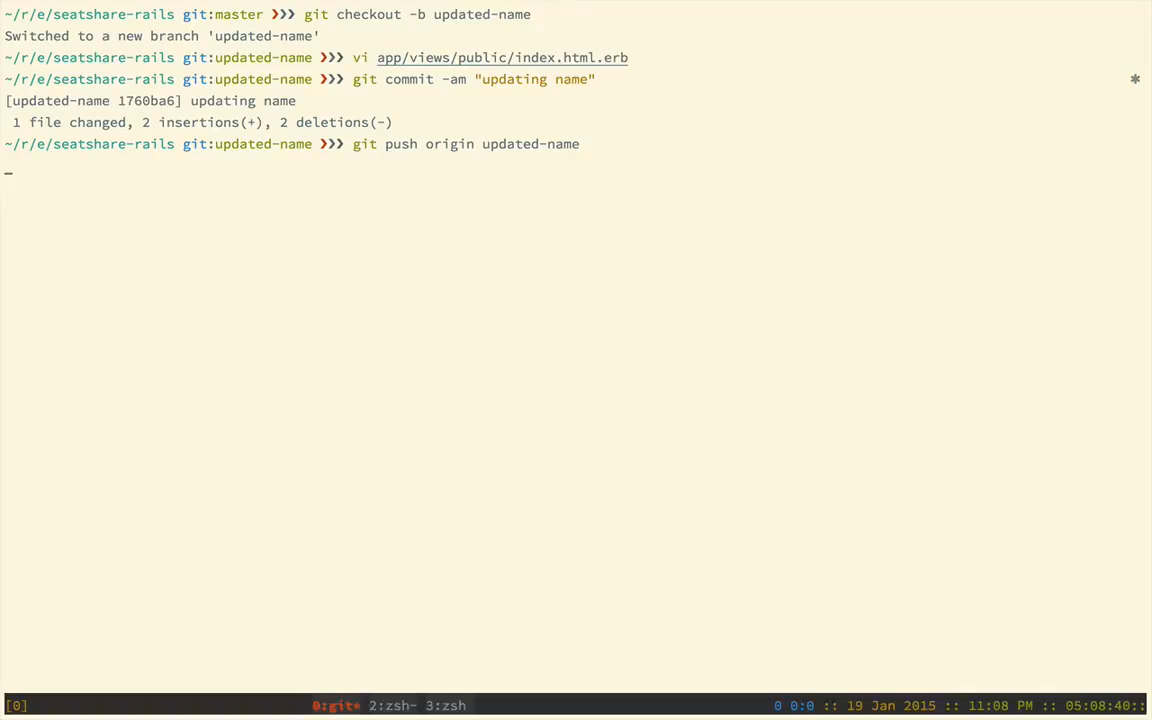 ~/r/e/seatshare-rails git:master ❯❯❯ git checkout -b updated-name
Switched to a new branch 'updated-name'
~/r/e/seatshare-rails git:updated-name ❯❯❯ vi app/views/public/index.html.erb
~/r/e/seatshare-rails git:updated-name ❯❯❯ git commit -am "updating name" ✱
[updated-name 1760ba6] updating name
 1 file changed, 2 insertions(+), 2 deletions(-)
~/r/e/seatshare-rails git:updated-name ❯❯❯ git push origin updated-name
[0] 0:git* 2:zsh- 3:zsh 0 0:0 :: 19 Jan 2015 :: 11:08 PM :: 05:08:40::